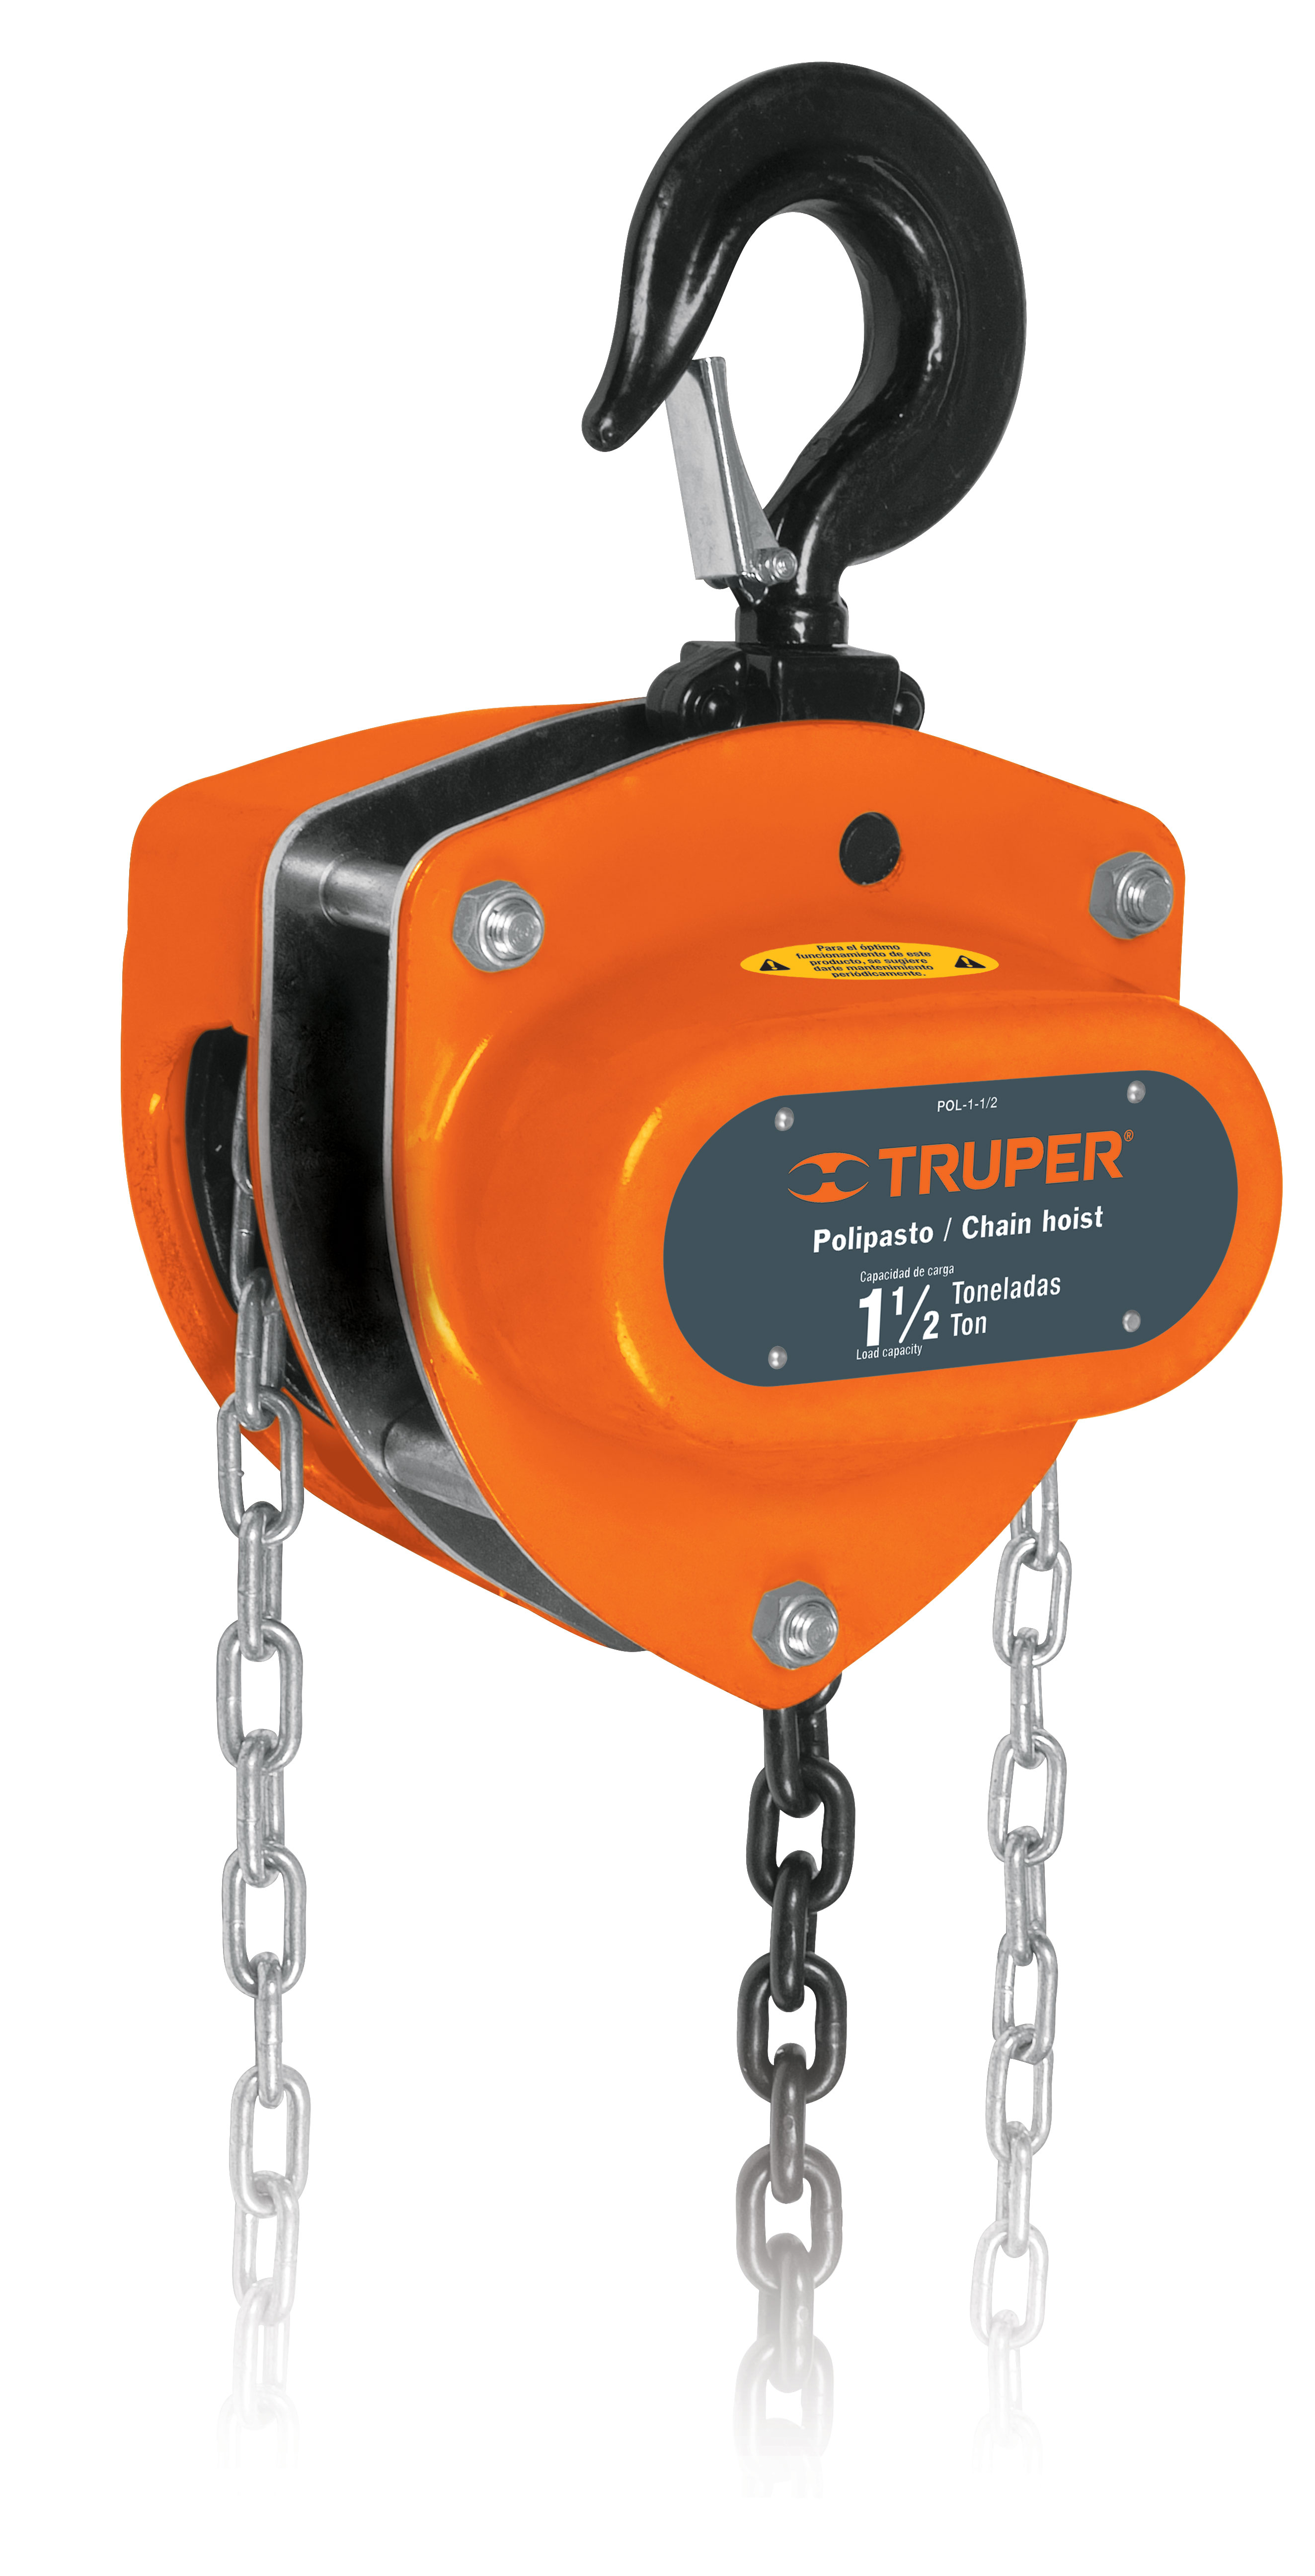 Para el óptimo
funcionamiento de este
producto, se sugiere
darle mantenimiento
periódicamente.
POL-1-1/2
TRUPER®
Polipasto / Chain hoist
Capacidad de carga
1 1/2 Toneladas
Ton
Load capacity